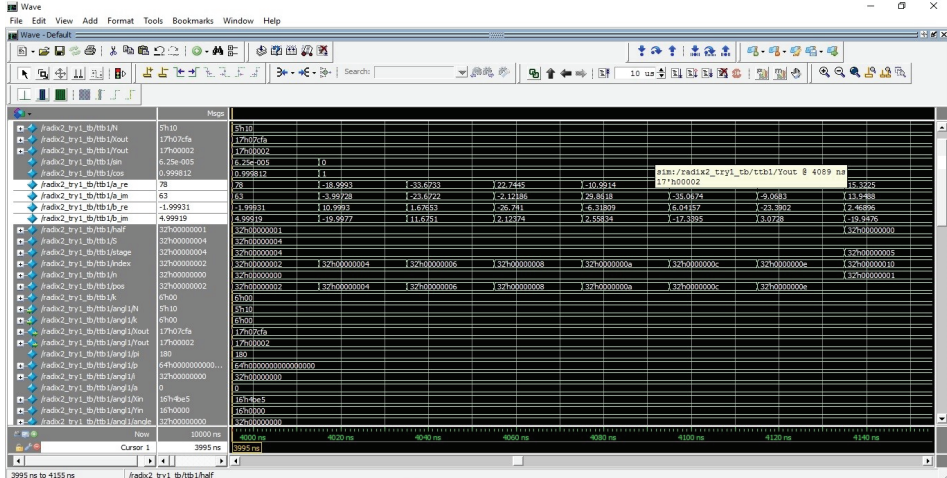 Wave
File Edit View Add Format Tools Bookmarks Window Help
Wave - Default
Search:
10 us
Msgs
/radix2_try1_tb/ttb1/N 5'h10 5'h10
/radix2_try1_tb/ttb1/Xout 17'h07cfa 17'h07cfa
/radix2_try1_tb/ttb1/Yout 17'h00002 17'h00002
/radix2_try1_tb/ttb1/sin 6.25e-005 6.25e-005 0
/radix2_try1_tb/ttb1/cos 0.999812 0.999812 1
sim:/radix2_try1_tb/ttb1/Yout @ 4089 ns
17'h00002
/radix2_try1_tb/ttb1/a_re 78 78 -18.9993 -33.6733 22.7445 -10.9914 15.3225
/radix2_try1_tb/ttb1/a_im 63 63 -3.99728 -23.6722 -2.12186 29.8618 -35.0674 -9.0683 13.9488
/radix2_try1_tb/ttb1/b_re -1.99931 -1.99931 10.9993 1.67653 -26.741 -6.31809 6.04157 -23.3902 2.46896
/radix2_try1_tb/ttb1/b_im 4.99919 4.99919 -19.9977 11.6751 2.12374 2.55834 -17.3395 3.0728 -19.9476
/radix2_try1_tb/ttb1/half 32'h00000001 32'h00000001 32'h00000000
/radix2_try1_tb/ttb1/S 32'h00000004 32'h00000004
/radix2_try1_tb/ttb1/stage 32'h00000004 32'h00000004 32'h00000005
/radix2_try1_tb/ttb1/index 32'h00000002 32'h00000002 32'h00000004 32'h00000006 32'h00000008 32'h0000000a 32'h0000000c 32'h0000000e 32'h00000010
/radix2_try1_tb/ttb1/n 32'h00000000 32'h00000000 32'h00000001
/radix2_try1_tb/ttb1/pos 32'h00000002 32'h00000002 32'h00000004 32'h00000006 32'h00000008 32'h0000000a 32'h0000000c 32'h0000000e
/radix2_try1_tb/ttb1/k 6'h00 6'h00
/radix2_try1_tb/ttb1/angl1/N 5'h10 5'h10
/radix2_try1_tb/ttb1/angl1/k 6'h00 6'h00
/radix2_try1_tb/ttb1/angl1/Xout 17'h07cfa 17'h07cfa
/radix2_try1_tb/ttb1/angl1/Yout 17'h00002 17'h00002
/radix2_try1_tb/ttb1/angl1/pi 180 180
/radix2_try1_tb/ttb1/angl1/p 64'h0000000000... 64'h0000000000000000
/radix2_try1_tb/ttb1/angl1/i 32'h00000000 32'h00000000
/radix2_try1_tb/ttb1/angl1/a 0 0
/radix2_try1_tb/ttb1/angl1/Xin 16'h4be5 16'h4be5
/radix2_try1_tb/ttb1/angl1/Yin 16'h0000 16'h0000
/radix2_try1_tb/ttb1/angl1/angle 32'h00000000 32'h00000000
Now 10000 ns 4000 ns 4020 ns 4040 ns 4060 ns 4080 ns 4100 ns 4120 ns 4140 ns
Cursor 1 3995 ns 3995 ns
3995 ns to 4155 ns /radix2_try1_tb/ttb1/half